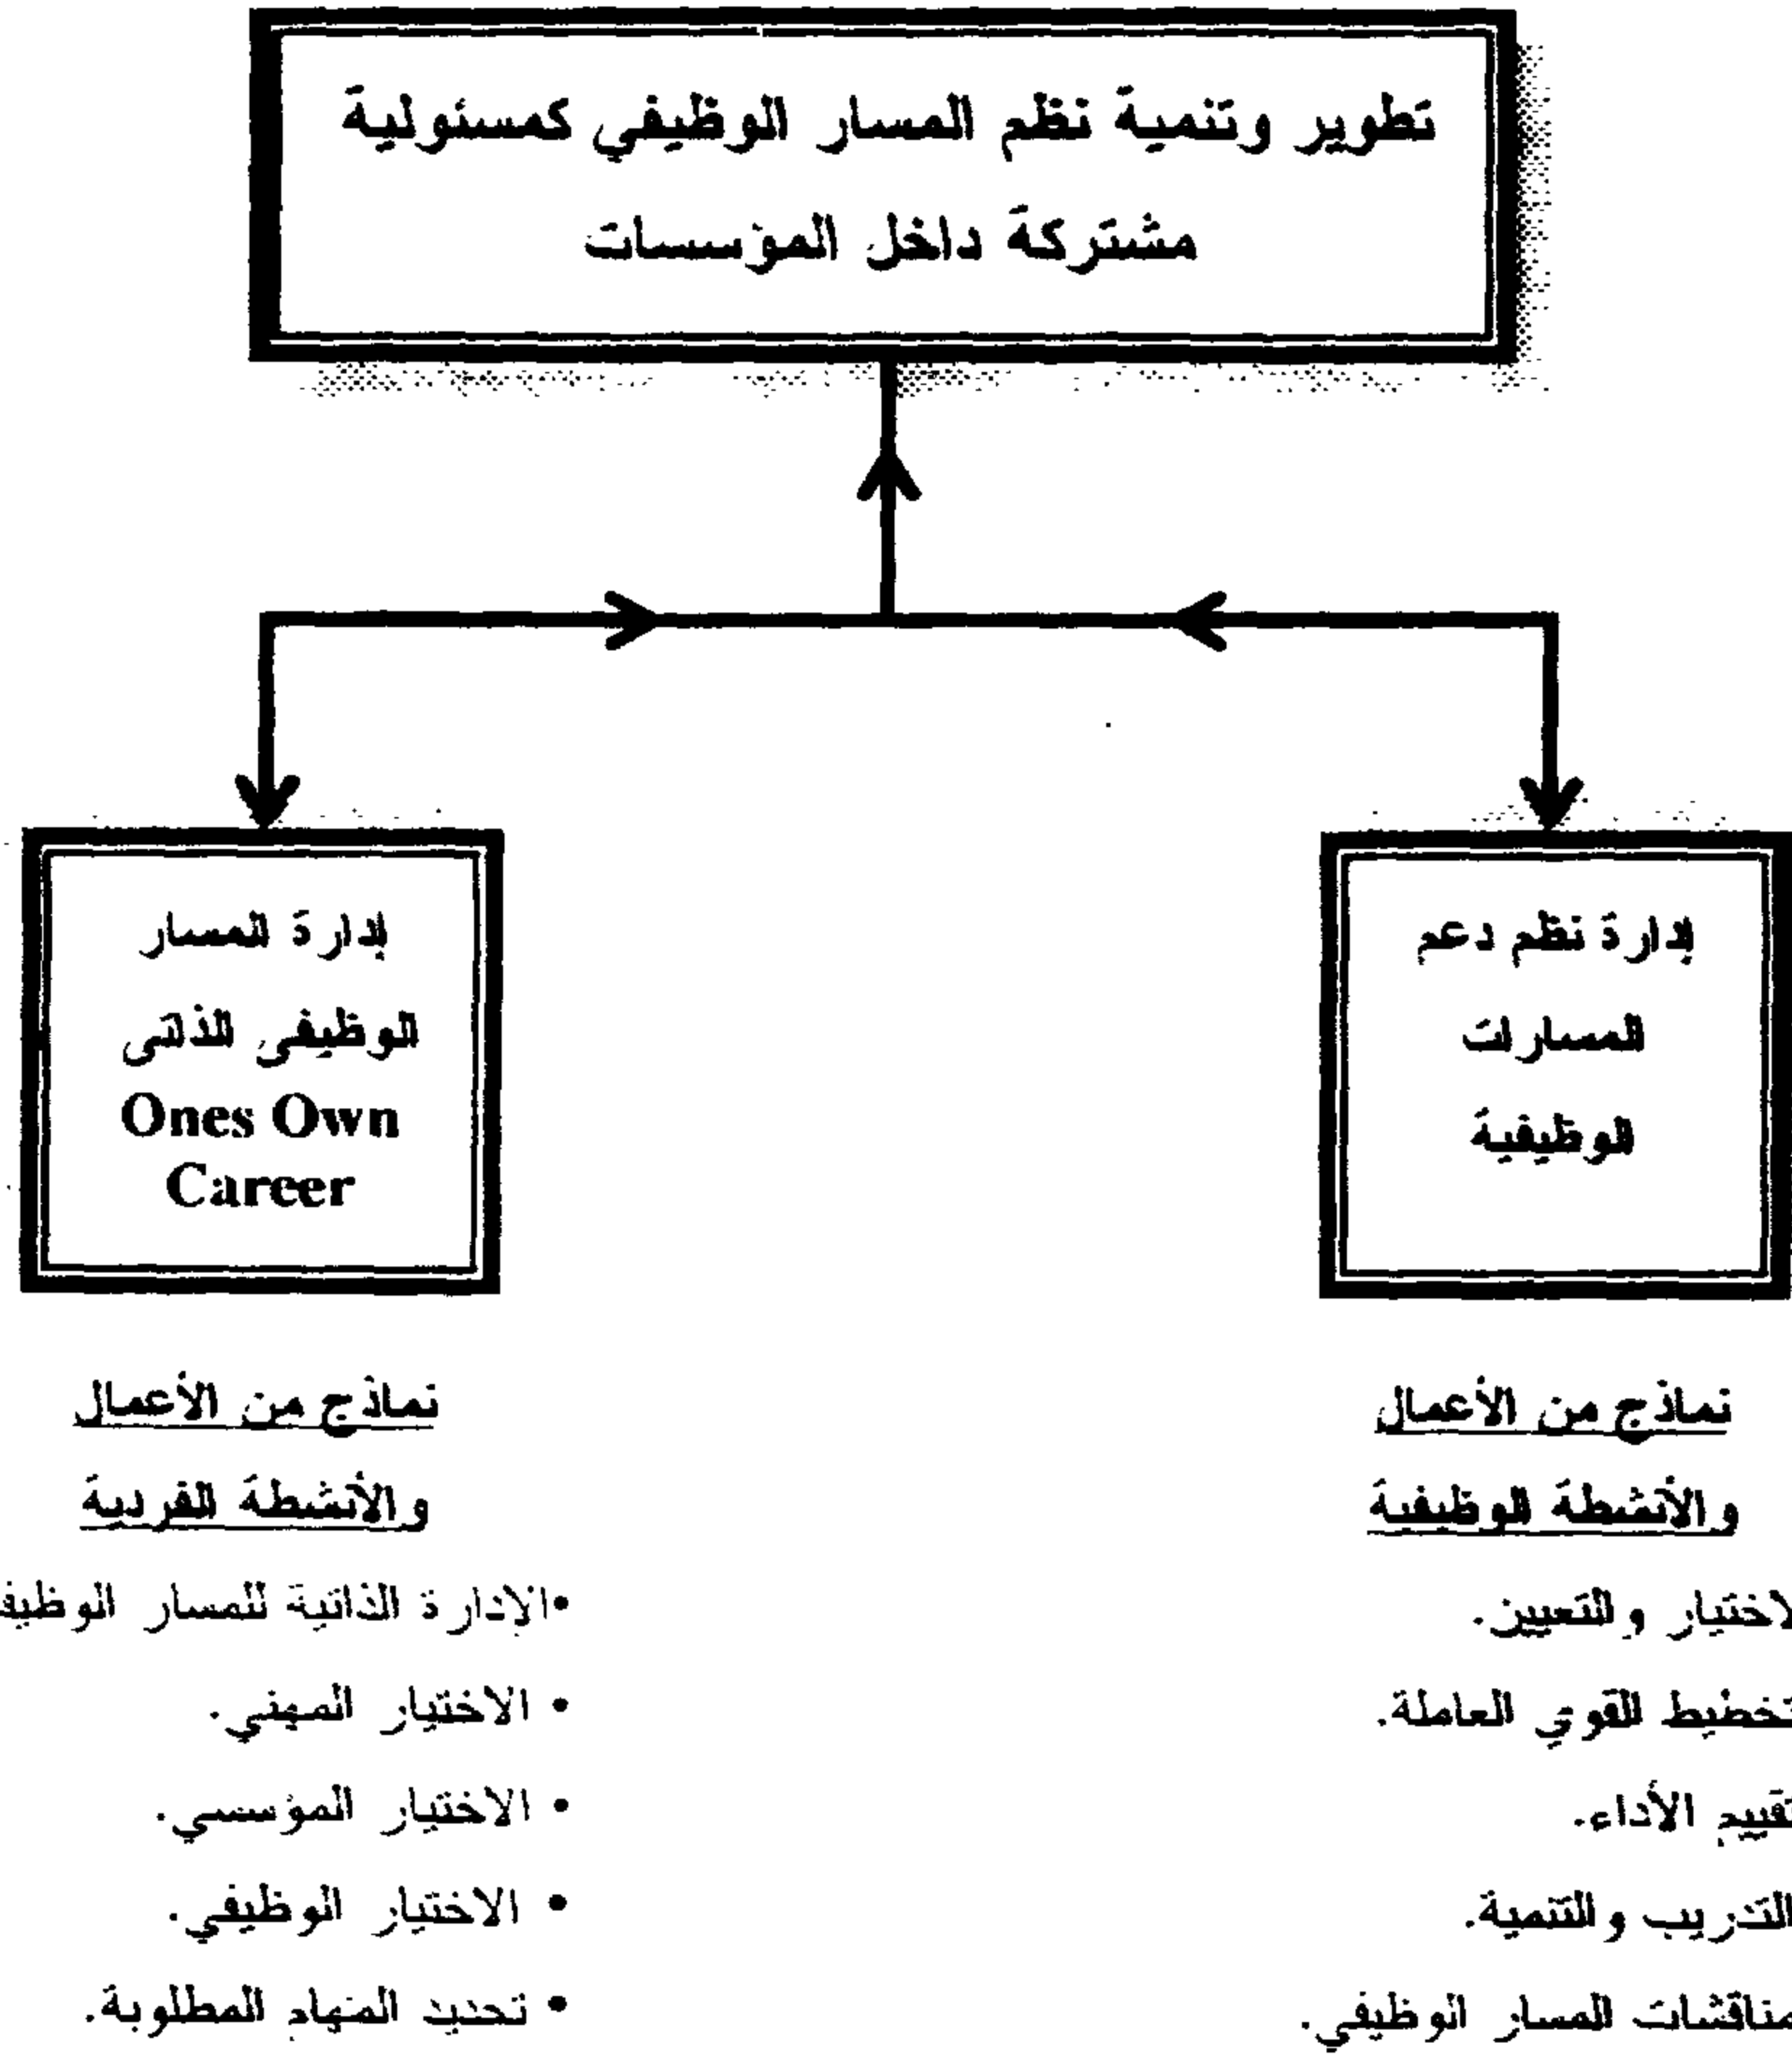 تطوير وتنمية نظم المسار الوظيفي كمسئولية
مشتركة داخل المؤسسات
إدارة نظم دعم
المسارات
الوظيفية
نماذج من الأعمال
والأنشطة الوظيفية
لاختيار والتعيين.
تخطيط القوي العاملة.
تقييم الأداء.
التدريب والتنمية.
مناقشات المسار الوظيفي.
إدارة المسار
الوظيفي الذاتي
Ones Own
Career
نماذج من الأعمال
والأنشطة الفردية
•الإدارة الذاتية للمسار الوظيف
• الاختيار المهني.
• الاختيار المؤسسي.
• الاختيار الوظيفي.
• تحديد المهام المطلوبة.